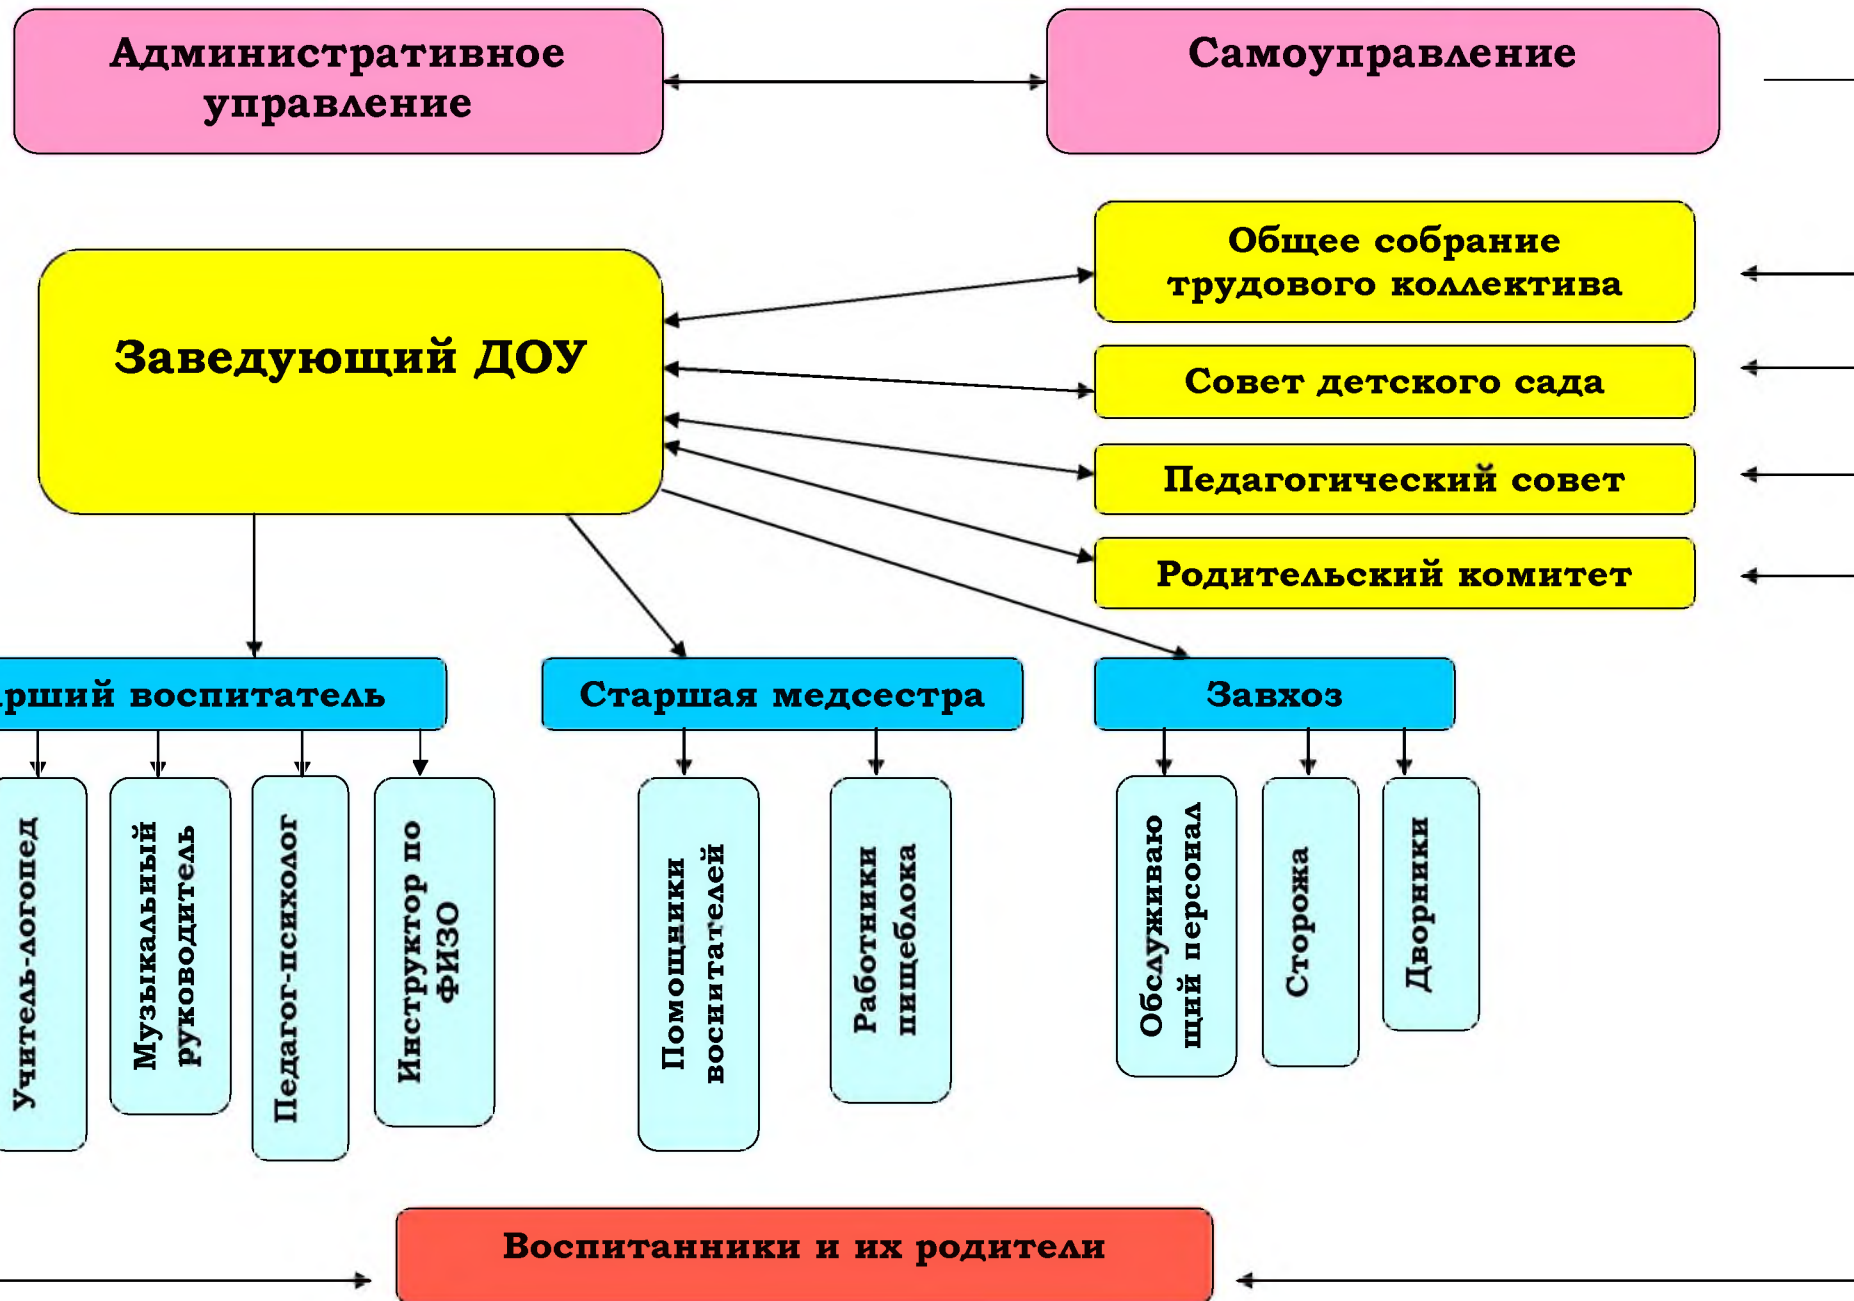 Административное
управление
Самоуправление
Общее собрание
трудового коллектива
Заведующий ДОУ
Совет детского сада
Педагогический совет
Родительский комитет
рший воспитатель
Старшая медсестра
Завхоз
Учитель-логопед
Музыкальный
руководитель
Педагог-психолог
Инструктор по
ФИЗО
Помощники
воспитателей
Работники
пищеблока
Обслуживаю
щий персонал
Сторожа
Дворники
Воспитанники и их родители